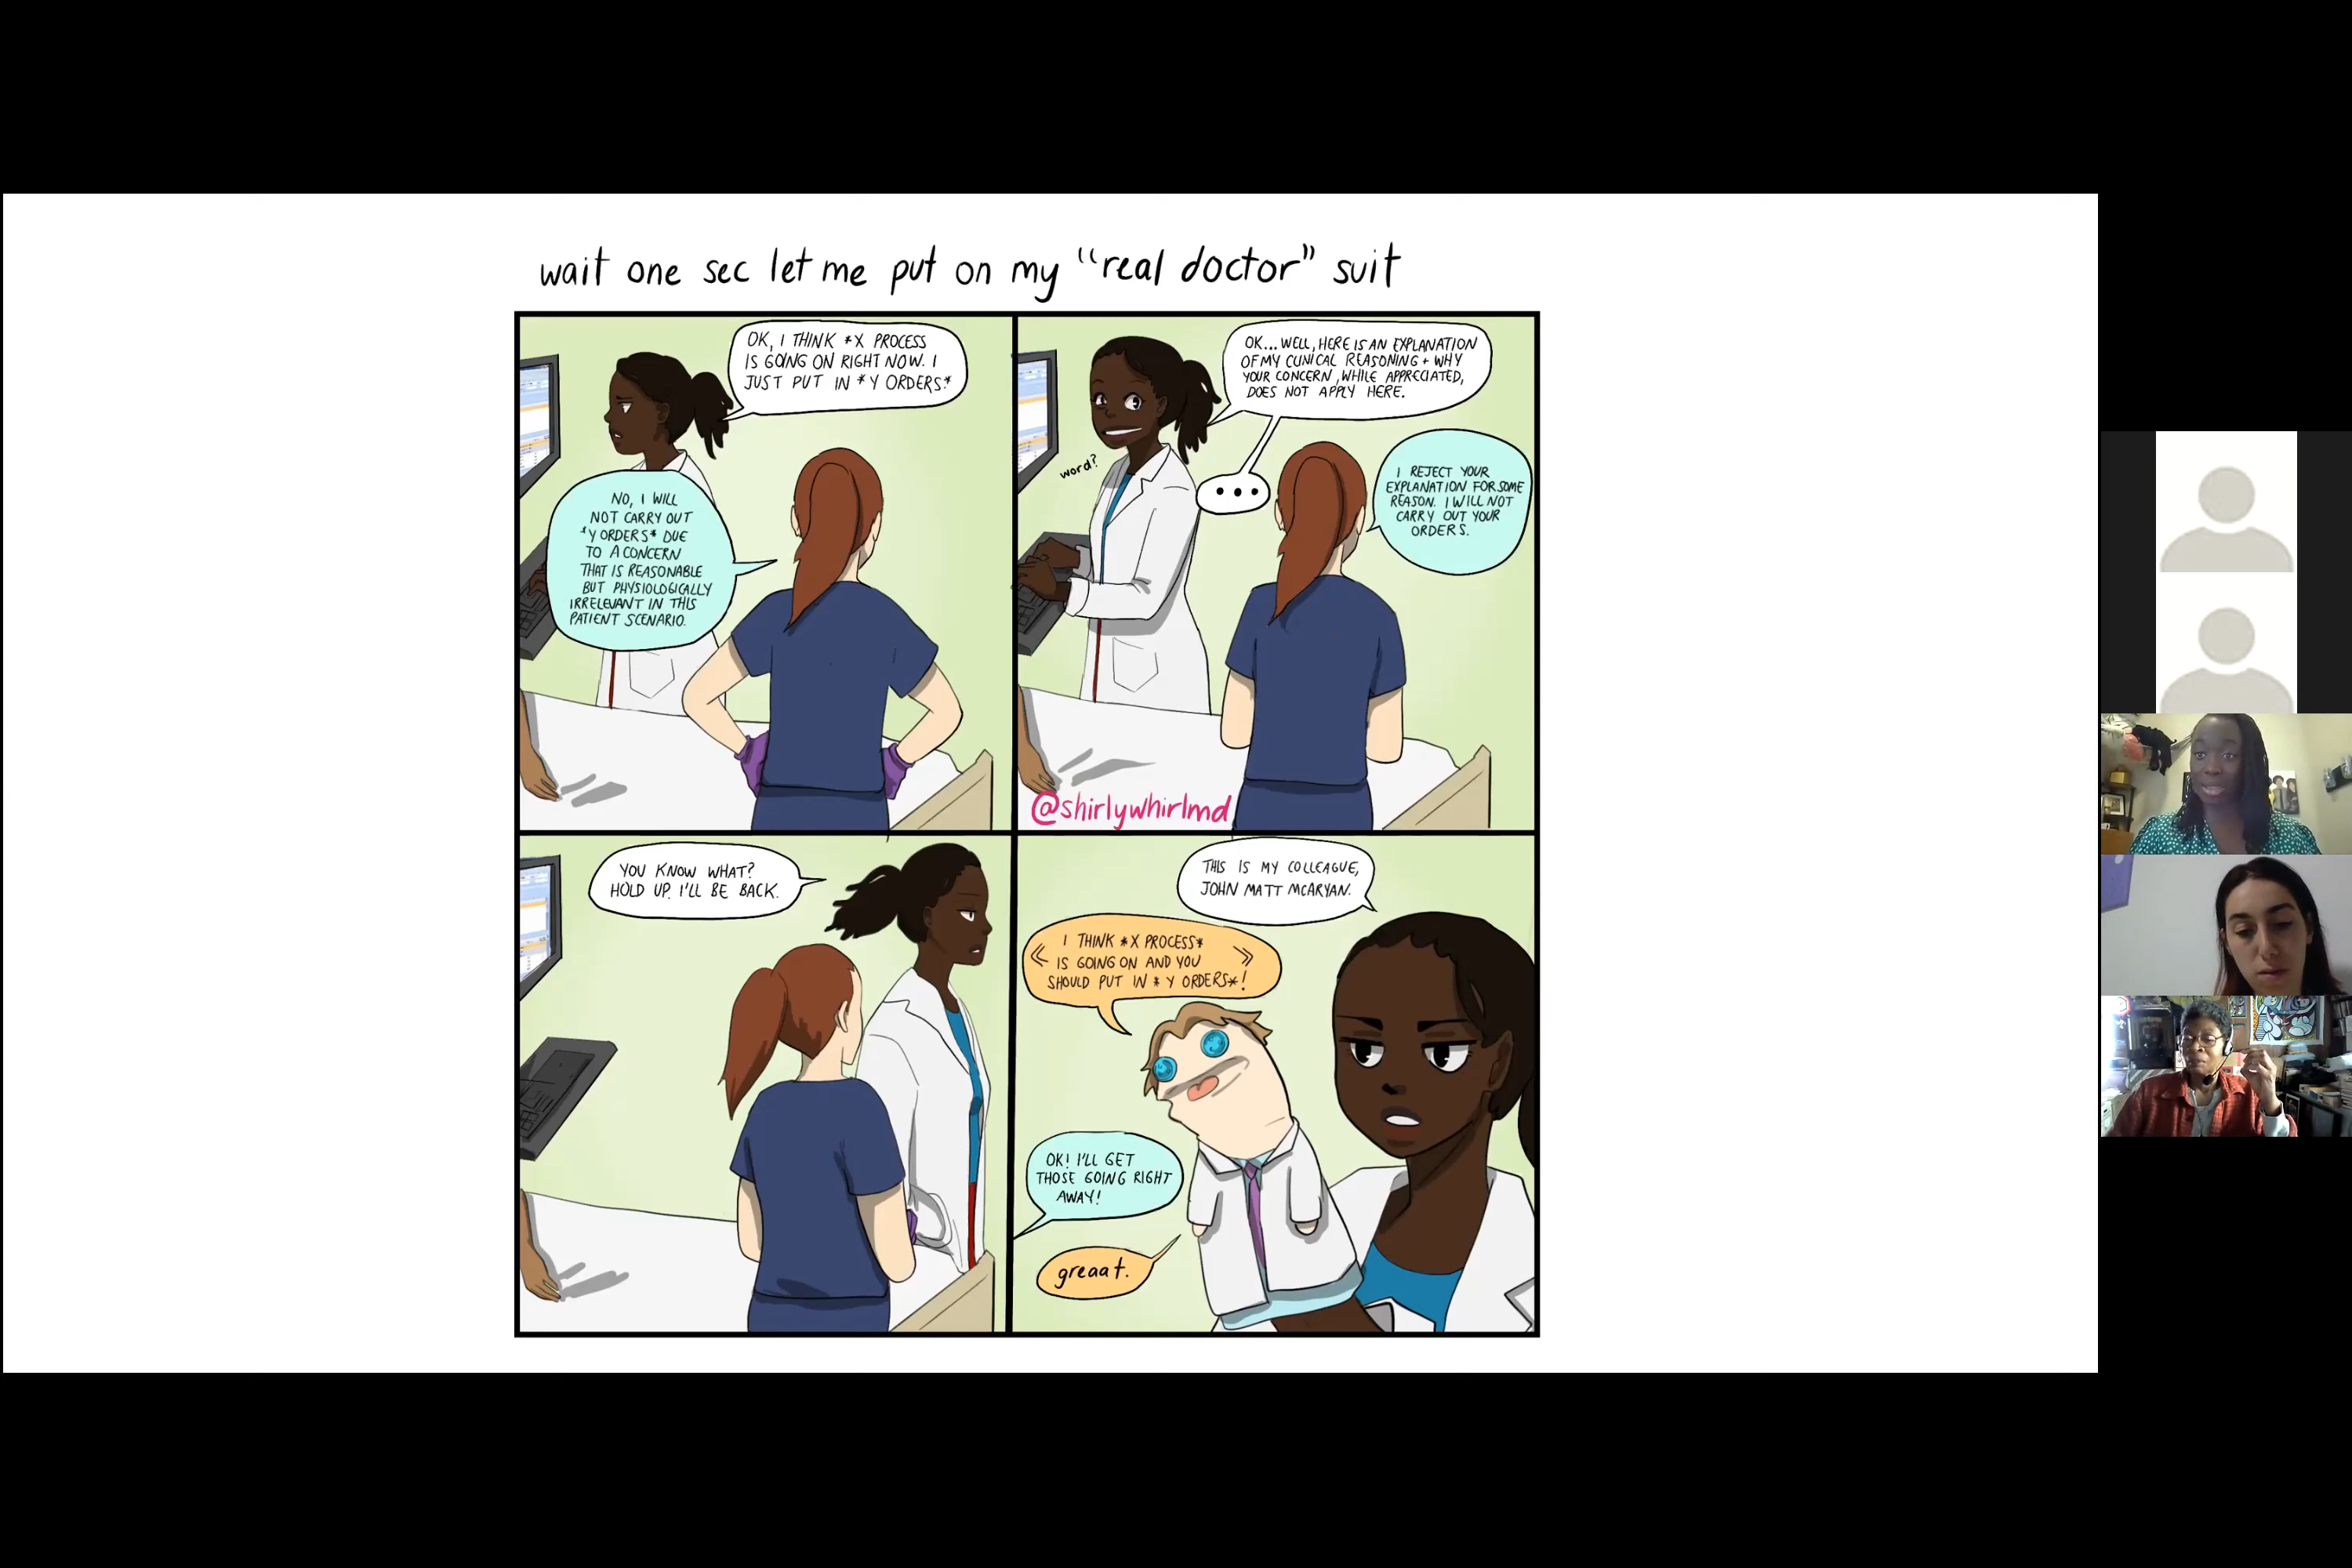 wait one sec let me put on my "real doctor" suit
OK, I THINK *X PROCESS
IS GOING ON RIGHT NOW. I
JUST PUT IN *Y ORDERS.*
NO, I WILL
NOT CARRY OUT
*Y ORDERS* DUE
TO A CONCERN
THAT IS REASONABLE
BUT PHYSIOLOGICALLY
IRRELEVANT IN THIS
PATIENT SCENARIO.
OK... WELL, HERE IS AN EXPLANATION
OF MY CLINICAL REASONING + WHY
YOUR CONCERN, WHILE APPRECIATED,
DOES NOT APPLY HERE.
word?
...
I REJECT YOUR
EXPLANATION FOR SOME
REASON. I WILL NOT
CARRY OUT YOUR
ORDERS.
@shirlywhirlmd
YOU KNOW WHAT?
HOLD UP. I'LL BE BACK.
THIS IS MY COLLEAGUE,
JOHN MATT MCARYAN.
I THINK *X PROCESS*
IS GOING ON AND YOU
SHOULD PUT IN *Y ORDERS*!
OK! I'LL GET
THOSE GOING RIGHT
AWAY!
greaat.